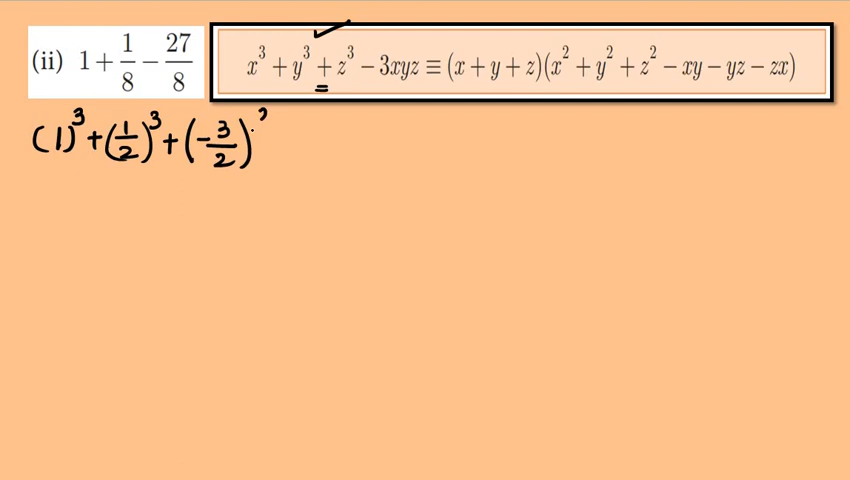 (ii) 1 + 1/8 − 27/8
x³ + y³ + z³ − 3xyz ≡ (x + y + z)(x² + y² + z² − xy − yz − zx)
(1)³ + (1/2)³ + (−3/2)